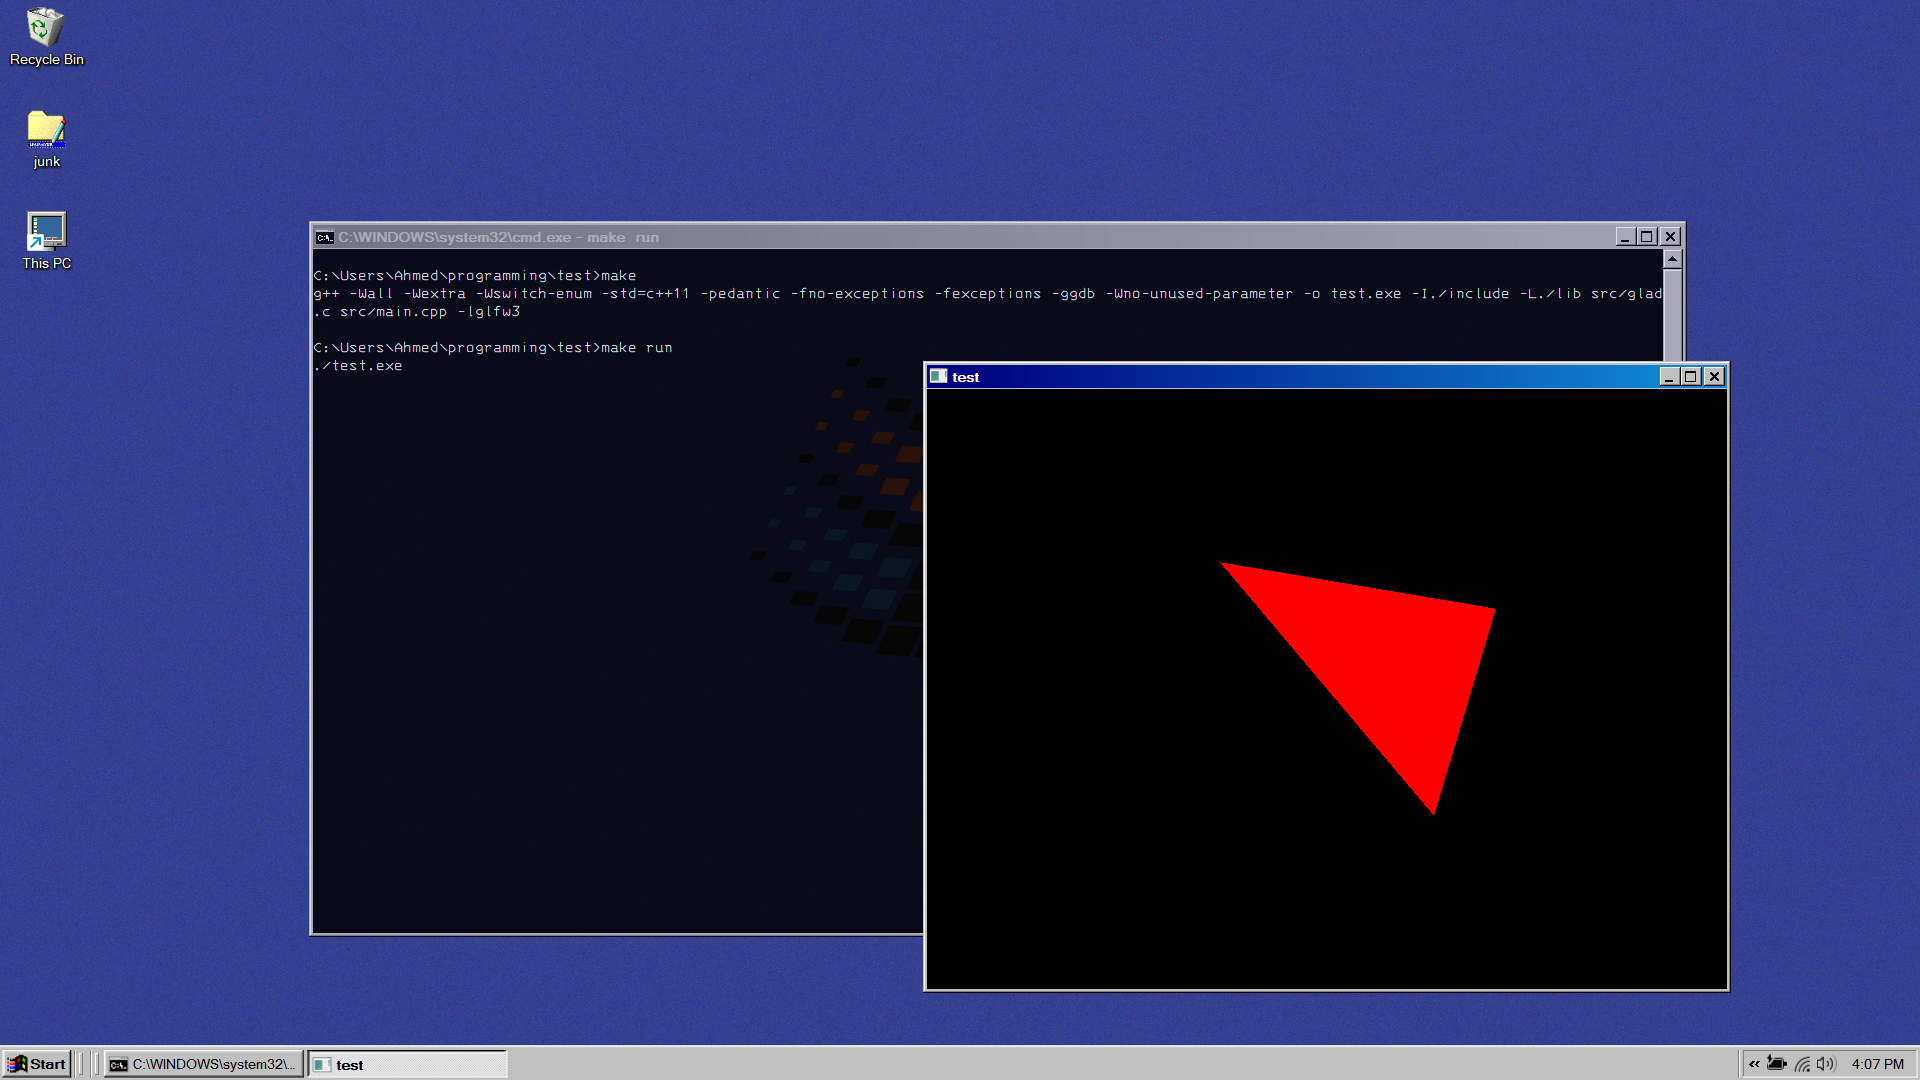 Recycle Bin
junk
This PC
C:\WINDOWS\system32\cmd.exe - make  run
C:\Users\Ahmed\programming\test>make
g++ -Wall -Wextra -Wswitch-enum -std=c++11 -pedantic -fno-exceptions -fexceptions -ggdb -Wno-unused-parameter -o test.exe -I./include -L./lib src/glad
.c src/main.cpp -lglfw3
C:\Users\Ahmed\programming\test>make run
./test.exe
test
Start
C:\WINDOWS\system32\...
test
4:07 PM